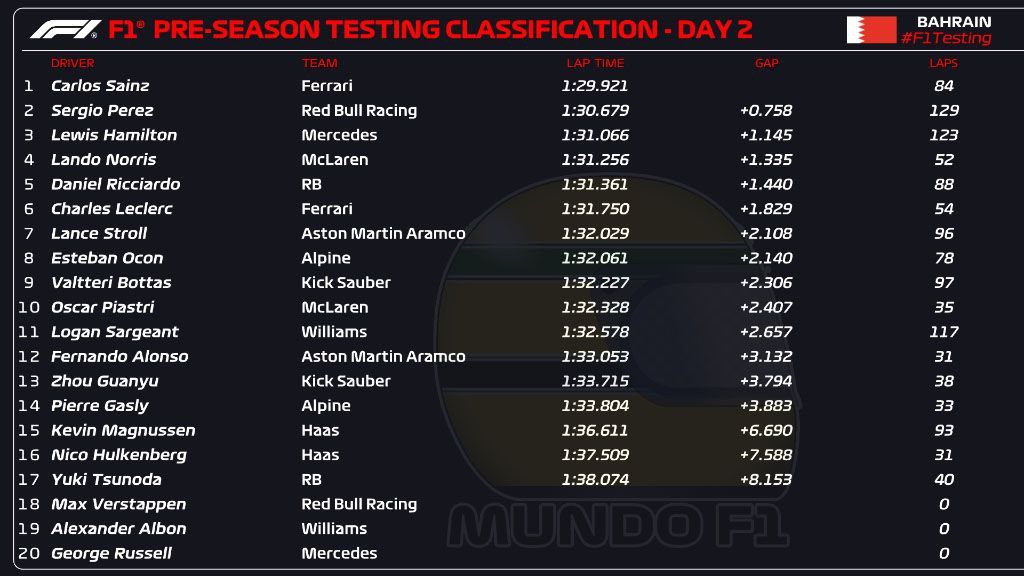 F1® F1® PRE-SEASON TESTING CLASSIFICATION - DAY 2 BAHRAIN
#F1Testing
DRIVER TEAM LAP TIME GAP LAPS
1 Carlos Sainz Ferrari 1:29.921 84
2 Sergio Perez Red Bull Racing 1:30.679 +0.758 129
3 Lewis Hamilton Mercedes 1:31.066 +1.145 123
4 Lando Norris McLaren 1:31.256 +1.335 52
5 Daniel Ricciardo RB 1:31.361 +1.440 88
6 Charles Leclerc Ferrari 1:31.750 +1.829 54
7 Lance Stroll Aston Martin Aramco 1:32.029 +2.108 96
8 Esteban Ocon Alpine 1:32.061 +2.140 78
9 Valtteri Bottas Kick Sauber 1:32.227 +2.306 97
10 Oscar Piastri McLaren 1:32.328 +2.407 35
11 Logan Sargeant Williams 1:32.578 +2.657 117
12 Fernando Alonso Aston Martin Aramco 1:33.053 +3.132 31
13 Zhou Guanyu Kick Sauber 1:33.715 +3.794 38
14 Pierre Gasly Alpine 1:33.804 +3.883 33
15 Kevin Magnussen Haas 1:36.611 +6.690 93
16 Nico Hulkenberg Haas 1:37.509 +7.588 31
17 Yuki Tsunoda RB 1:38.074 +8.153 40
18 Max Verstappen Red Bull Racing 0
19 Alexander Albon Williams 0
20 George Russell Mercedes 0
MUNDO F1